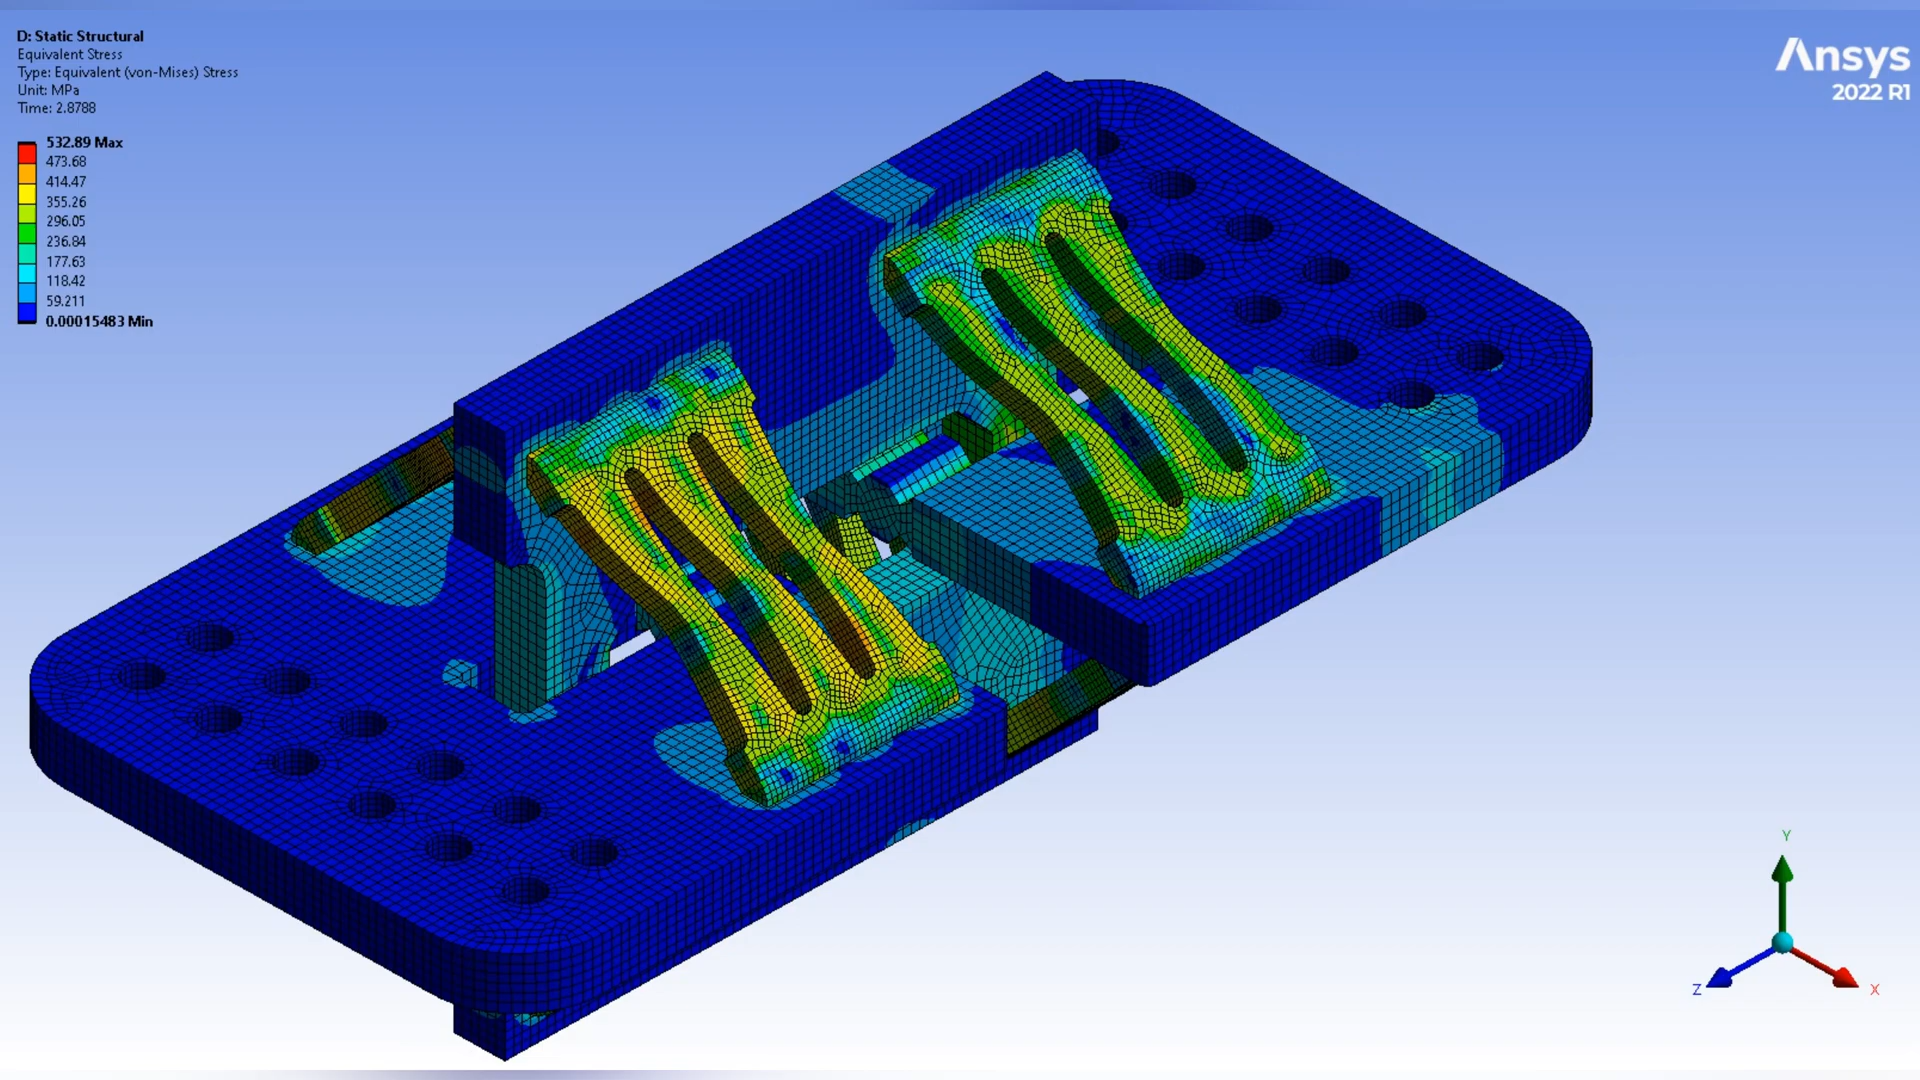 D: Static Structural
Equivalent Stress
Type: Equivalent (von-Mises) Stress
Unit: MPa
Time: 2.8788
532.89 Max
473.68
414.47
355.26
296.05
236.84
177.63
118.42
59.211
0.00015483 Min
Ansys
2022 R1
Y
Z
X